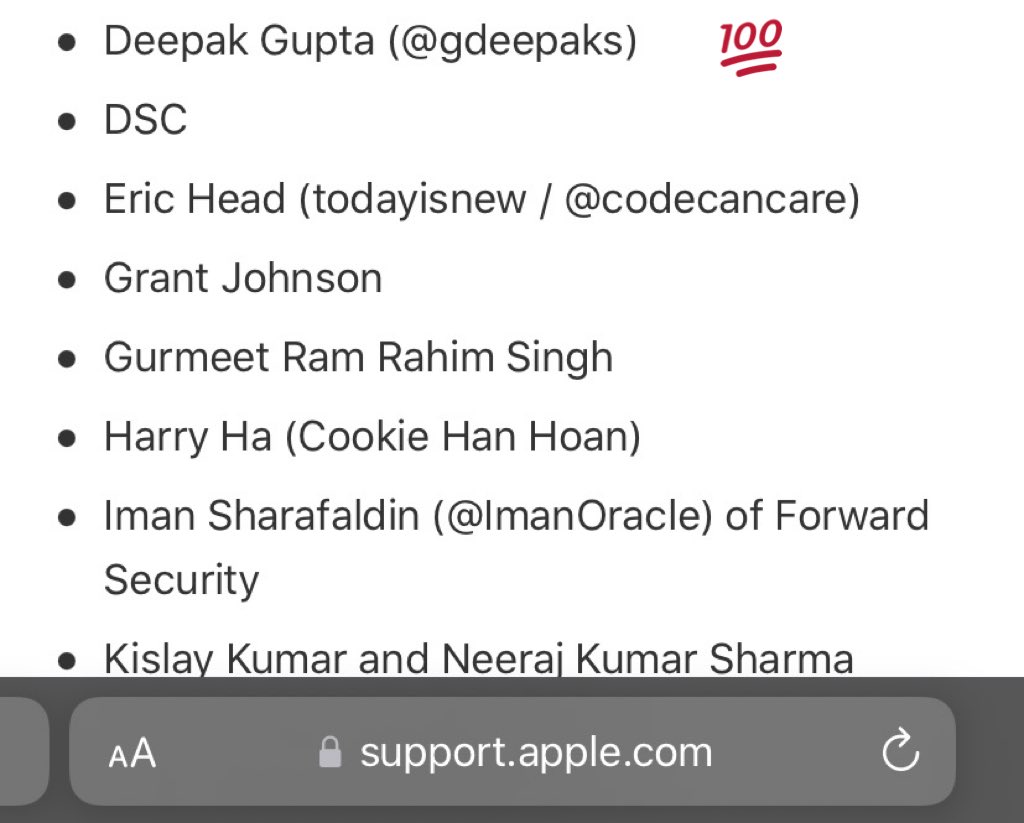 Deepak Gupta (@gdeepaks) 💯
DSC
Eric Head (todayisnew / @codecancare)
Grant Johnson
Gurmeet Ram Rahim Singh
Harry Ha (Cookie Han Hoan)
Iman Sharafaldin (@ImanOracle) of Forward
Security
Kislay Kumar and Neeraj Kumar Sharma
AA support.apple.com